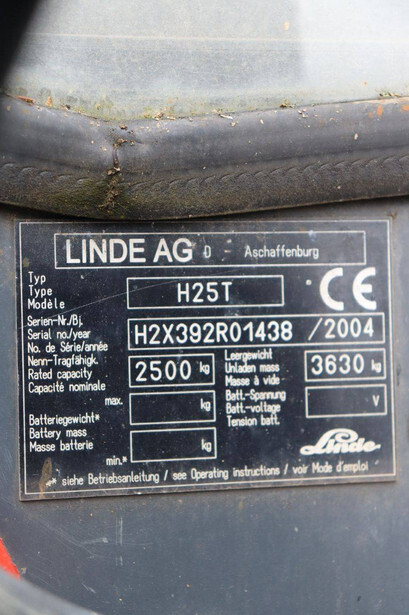 LINDE AG D - Aschaffenburg
Typ
Type
Modèle
H25T
CE
Serien-Nr./Bj.
Serial no./year
No. de Série/année
H2X392R01438 / 2004
Nenn-Tragfähigk.
Rated capacity
Capacité nominale
2500 kg
Leergewicht
Unladen mass
Masse à vide
3630 kg
max.
kg
Batteriegewicht*
Battery mass
Masse batterie
min.*
kg
Batt.-Spannung
Batt.-voltage
Tension batt.
V
Linde
* siehe Betriebsanleitung / see Operating instructions / voir Mode d'emploi